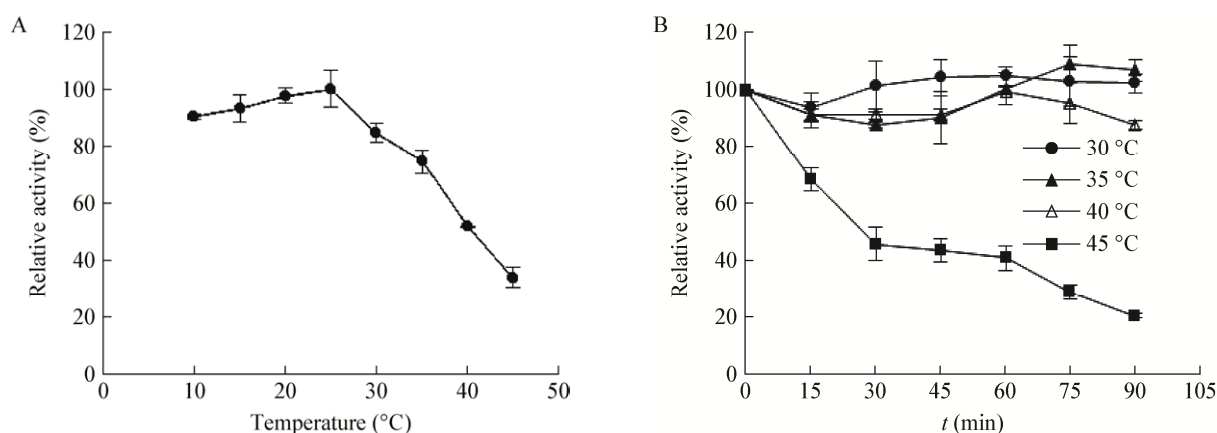 A
120
100
80
60
40
20
0
Relative activity (%)
0 10 20 30 40 50
Temperature (°C)
B
120
100
80
60
40
20
0
Relative activity (%)
30 °C
35 °C
40 °C
45 °C
0 15 30 45 60 75 90 105
t (min)